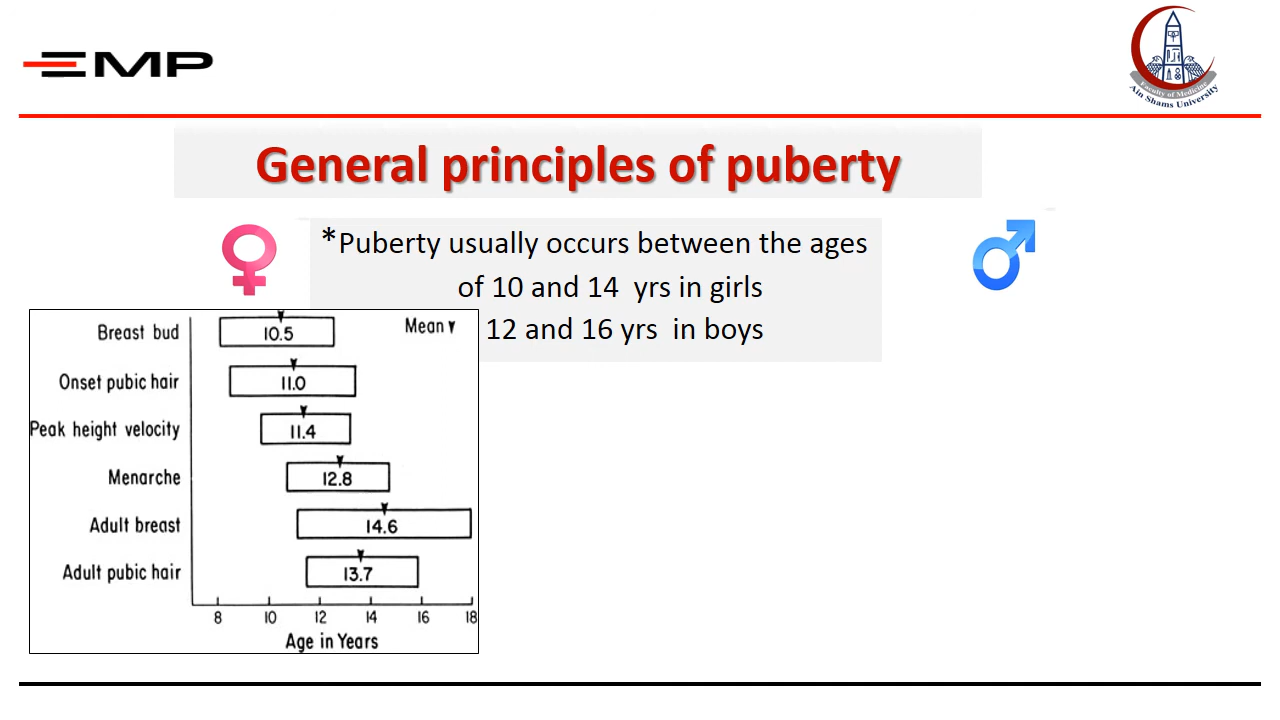 EMP
Faculty of Medicine
Ain Shams University
General principles of puberty
*Puberty usually occurs between the ages
of 10 and 14 yrs in girls
12 and 16 yrs in boys
Mean
Breast bud 10.5
Onset pubic hair 11.0
Peak height velocity 11.4
Menarche 12.8
Adult breast 14.6
Adult pubic hair 13.7
8 10 12 14 16 18
Age in Years